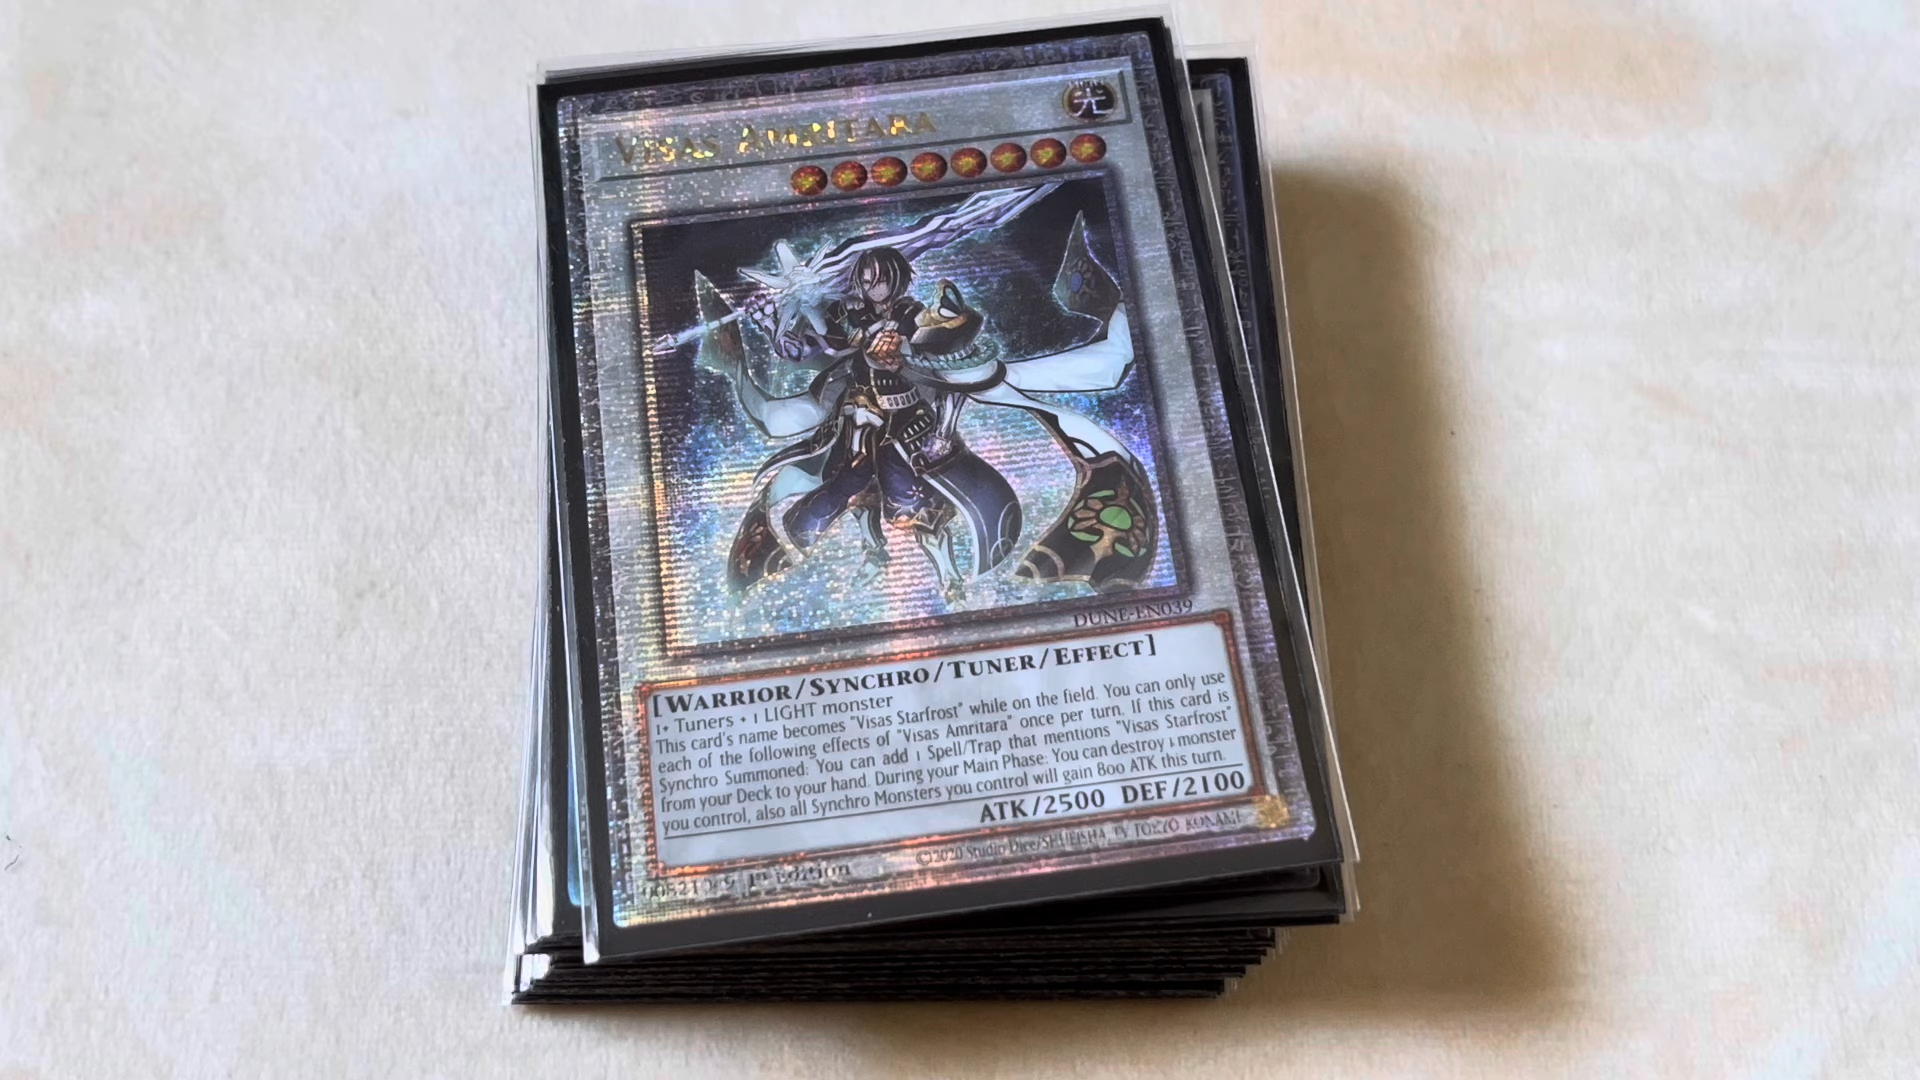 VISAS AMRITARA
光
DUNE-EN039
[WARRIOR/SYNCHRO/TUNER/EFFECT]
1+ Tuners + 1 LIGHT monster
This card's name becomes "Visas Starfrost" while on the field. You can only use
each of the following effects of "Visas Amritara" once per turn. If this card is
Synchro Summoned: You can add 1 Spell/Trap that mentions "Visas Starfrost"
from your Deck to your hand. During your Main Phase: You can destroy 1 monster
you control, also all Synchro Monsters you control will gain 800 ATK this turn.
ATK/2500 DEF/2100
1st Edition
©2020 Studio Dice/SHUEISHA, TV TOKYO, KONAMI